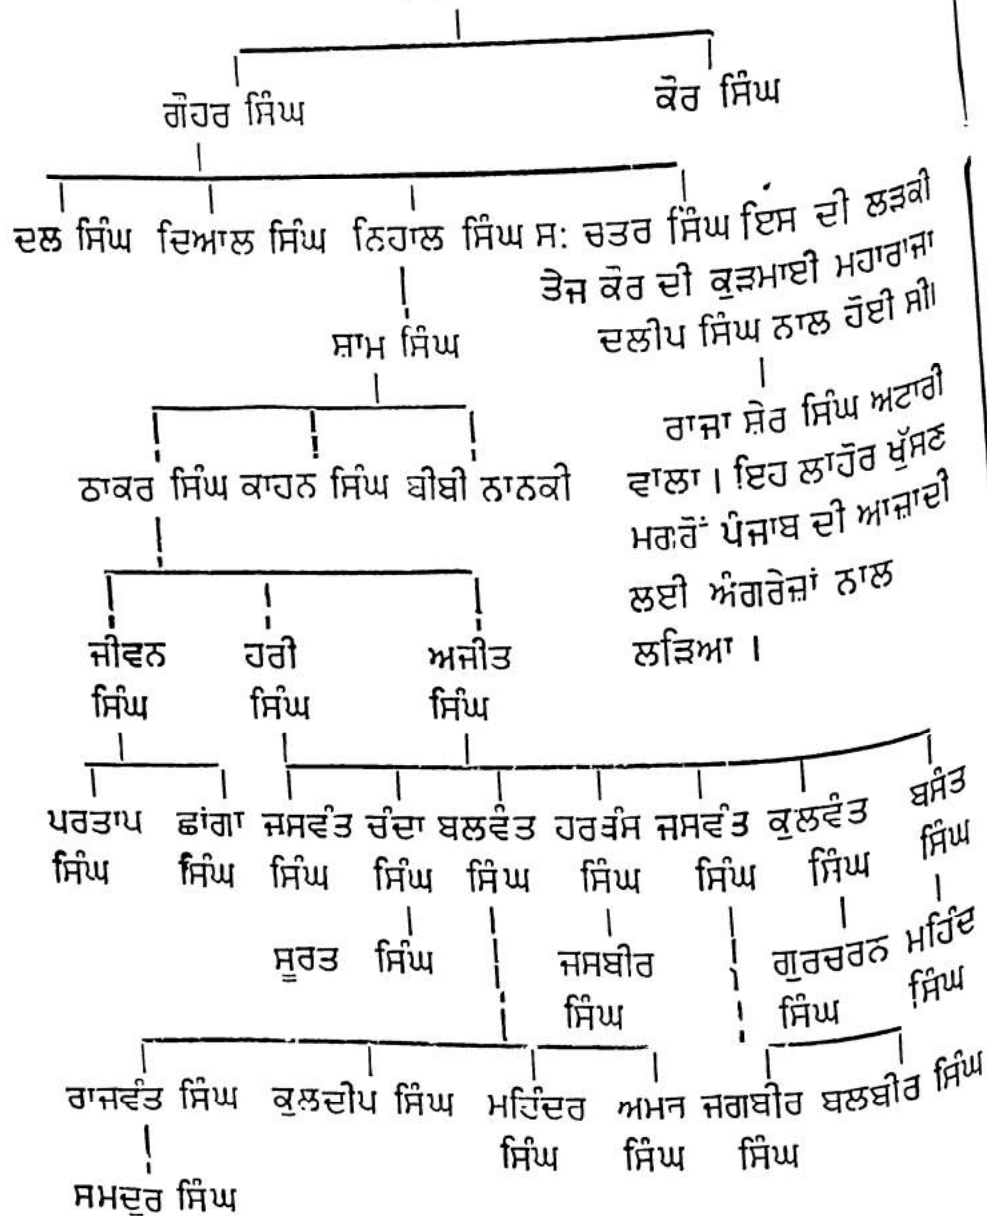 ਗੌਹਰ ਸਿੰਘ ਕੌਰ ਸਿੰਘ
ਦਲ ਸਿੰਘ ਦਿਆਲ ਸਿੰਘ ਨਿਹਾਲ ਸਿੰਘ ਸ: ਚਤਰ ਸਿੰਘ ਇਸ ਦੀ ਲੜਕੀ
ਤੇਜ ਕੌਰ ਦੀ ਕੁੜਮਾਈ ਮਹਾਰਾਜਾ
ਦਲੀਪ ਸਿੰਘ ਨਾਲ ਹੋਈ ਸੀ।
ਸ਼ਾਮ ਸਿੰਘ
ਰਾਜਾ ਸ਼ੇਰ ਸਿੰਘ ਅਟਾਰੀ
ਵਾਲਾ। ਇਹ ਲਾਹੌਰ ਖੁੱਸਣ
ਮਗਰੋਂ ਪੰਜਾਬ ਦੀ ਆਜ਼ਾਦੀ
ਲਈ ਅੰਗਰੇਜ਼ਾਂ ਨਾਲ
ਲੜਿਆ ।
ਠਾਕਰ ਸਿੰਘ ਕਾਹਨ ਸਿੰਘ ਬੀਬੀ ਨਾਨਕੀ
ਜੀਵਨ ਹਰੀ ਅਜੀਤ
ਸਿੰਘ ਸਿੰਘ ਸਿੰਘ
ਪਰਤਾਪ ਛਾਂਗਾ ਜਸਵੰਤ ਚੰਦਾ ਬਲਵੰਤ ਹਰਬੰਸ ਜਸਵੰਤ ਕੁਲਵੰਤ ਬਸੰਤ
ਸਿੰਘ ਸਿੰਘ ਸਿੰਘ ਸਿੰਘ ਸਿੰਘ ਸਿੰਘ ਸਿੰਘ ਸਿੰਘ ਸਿੰਘ
ਸੂਰਤ ਸਿੰਘ ਜਸਬੀਰ ਗੁਰਚਰਨ ਮਹਿੰਦ
ਸਿੰਘ ਸਿੰਘ ਸਿੰਘ
ਰਾਜਵੰਤ ਸਿੰਘ ਕੁਲਦੀਪ ਸਿੰਘ ਮਹਿੰਦਰ ਅਮਰ ਜਗਬੀਰ ਬਲਬੀਰ ਸਿੰਘ
ਸਿੰਘ ਸਿੰਘ ਸਿੰਘ
ਸਮਦੂਰ ਸਿੰਘ